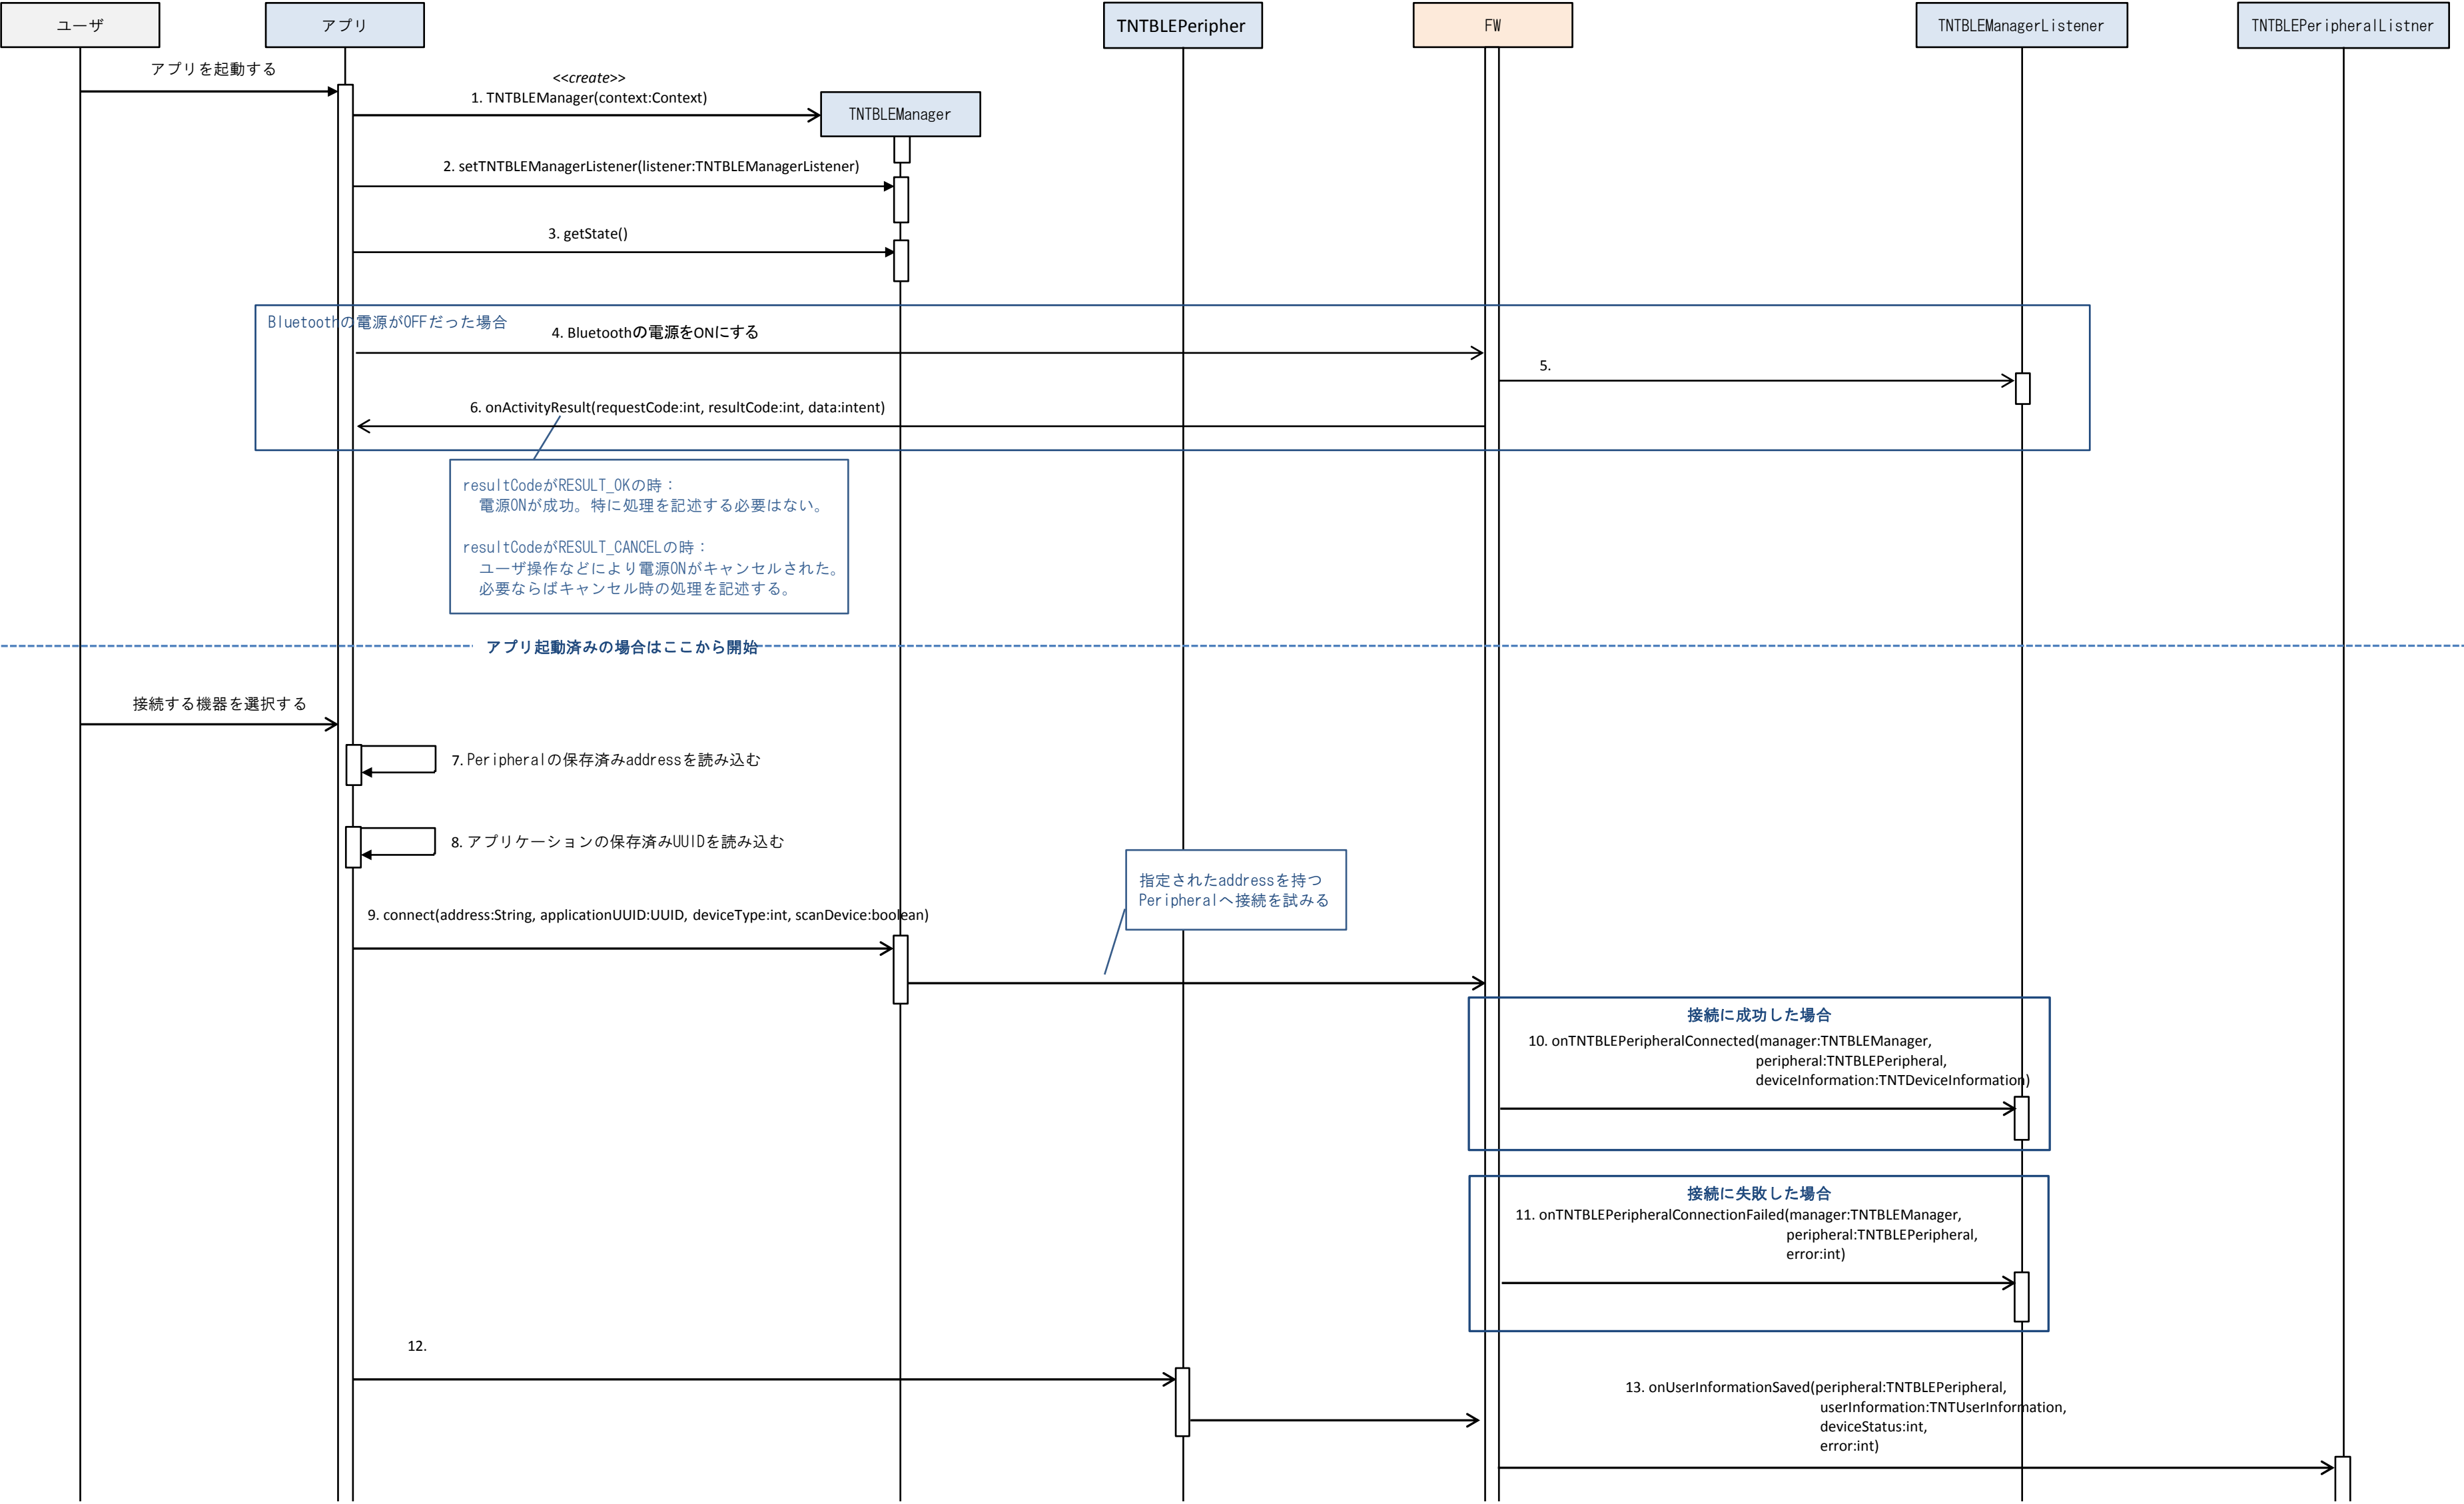 ユーザ
アプリ
TNTBLEPeripher
FW
TNTBLEManagerListener
TNTBLEPeripheralListner
アプリを起動する
<<create>>
1. TNTBLEManager(context:Context)
TNTBLEManager
2. setTNTBLEManagerListener(listener:TNTBLEManagerListener)
3. getState()
Bluetoothの電源がOFFだった場合
4. Bluetoothの電源をONにする
5.
6. onActivityResult(requestCode:int, resultCode:int, data:intent)
resultCodeがRESULT_OKの時：
電源ONが成功。特に処理を記述する必要はない。
resultCodeがRESULT_CANCELの時：
ユーザ操作などにより電源ONがキャンセルされた。
必要ならばキャンセル時の処理を記述する。
アプリ起動済みの場合はここから開始
接続する機器を選択する
7. Peripheralの保存済みaddressを読み込む
8. アプリケーションの保存済みUUIDを読み込む
指定されたaddressを持つ
Peripheralへ接続を試みる
9. connect(address:String, applicationUUID:UUID, deviceType:int, scanDevice:boolean)
接続に成功した場合
10. onTNTBLEPeripheralConnected(manager:TNTBLEManager,
peripheral:TNTBLEPeripheral,
deviceInformation:TNTDeviceInformation)
接続に失敗した場合
11. onTNTBLEPeripheralConnectionFailed(manager:TNTBLEManager,
peripheral:TNTBLEPeripheral,
error:int)
12.
13. onUserInformationSaved(peripheral:TNTBLEPeripheral,
userInformation:TNTUserInformation,
deviceStatus:int,
error:int)